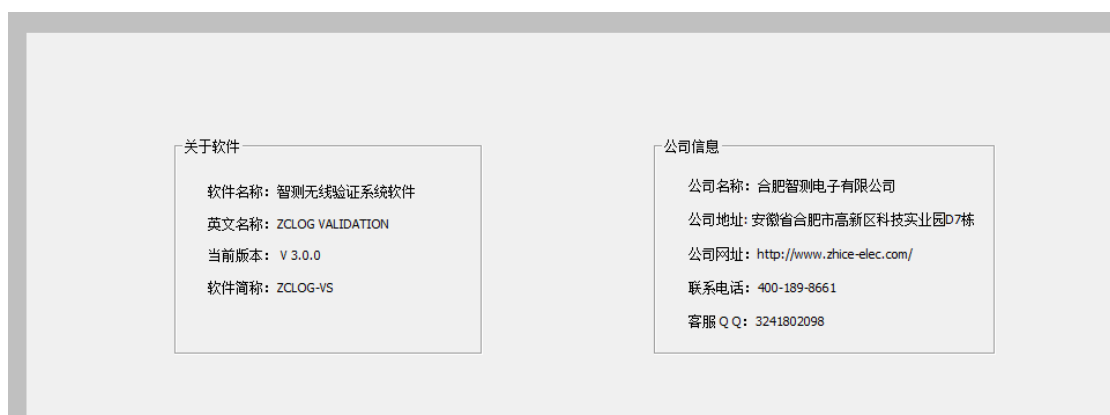 关于软件
软件名称：智测无线验证系统软件
英文名称：ZCLOG VALIDATION
当前版本： V 3.0.0
软件简称：ZCLOG-VS
公司信息
公司名称：合肥智测电子有限公司
公司地址：安徽省合肥市高新区科技实业园D7栋
公司网址：http://www.zhice-elec.com/
联系电话：400-189-8661
客服ＱＱ：3241802098